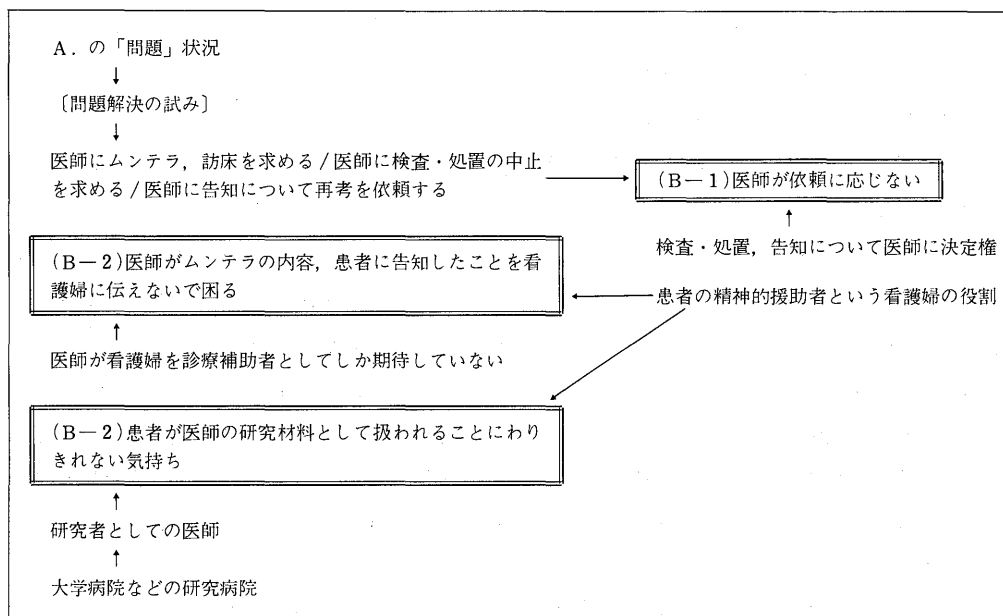 A.の「問題」状況
↓
〔問題解決の試み〕
↓
医師にムンテラ,訪床を求める/医師に検査・処置の中止
を求める/医師に告知について再考を依頼する
(B-1)医師が依頼に応じない
↑
検査・処置,告知について医師に決定権
(B-2)医師がムンテラの内容,患者に告知したことを看
護婦に伝えないで困る
患者の精神的援助者という看護婦の役割
↑
医師が看護婦を診療補助者としてしか期待していない
(B-2)患者が医師の研究材料として扱われることにわり
きれない気持ち
↑
研究者としての医師
↑
大学病院などの研究病院